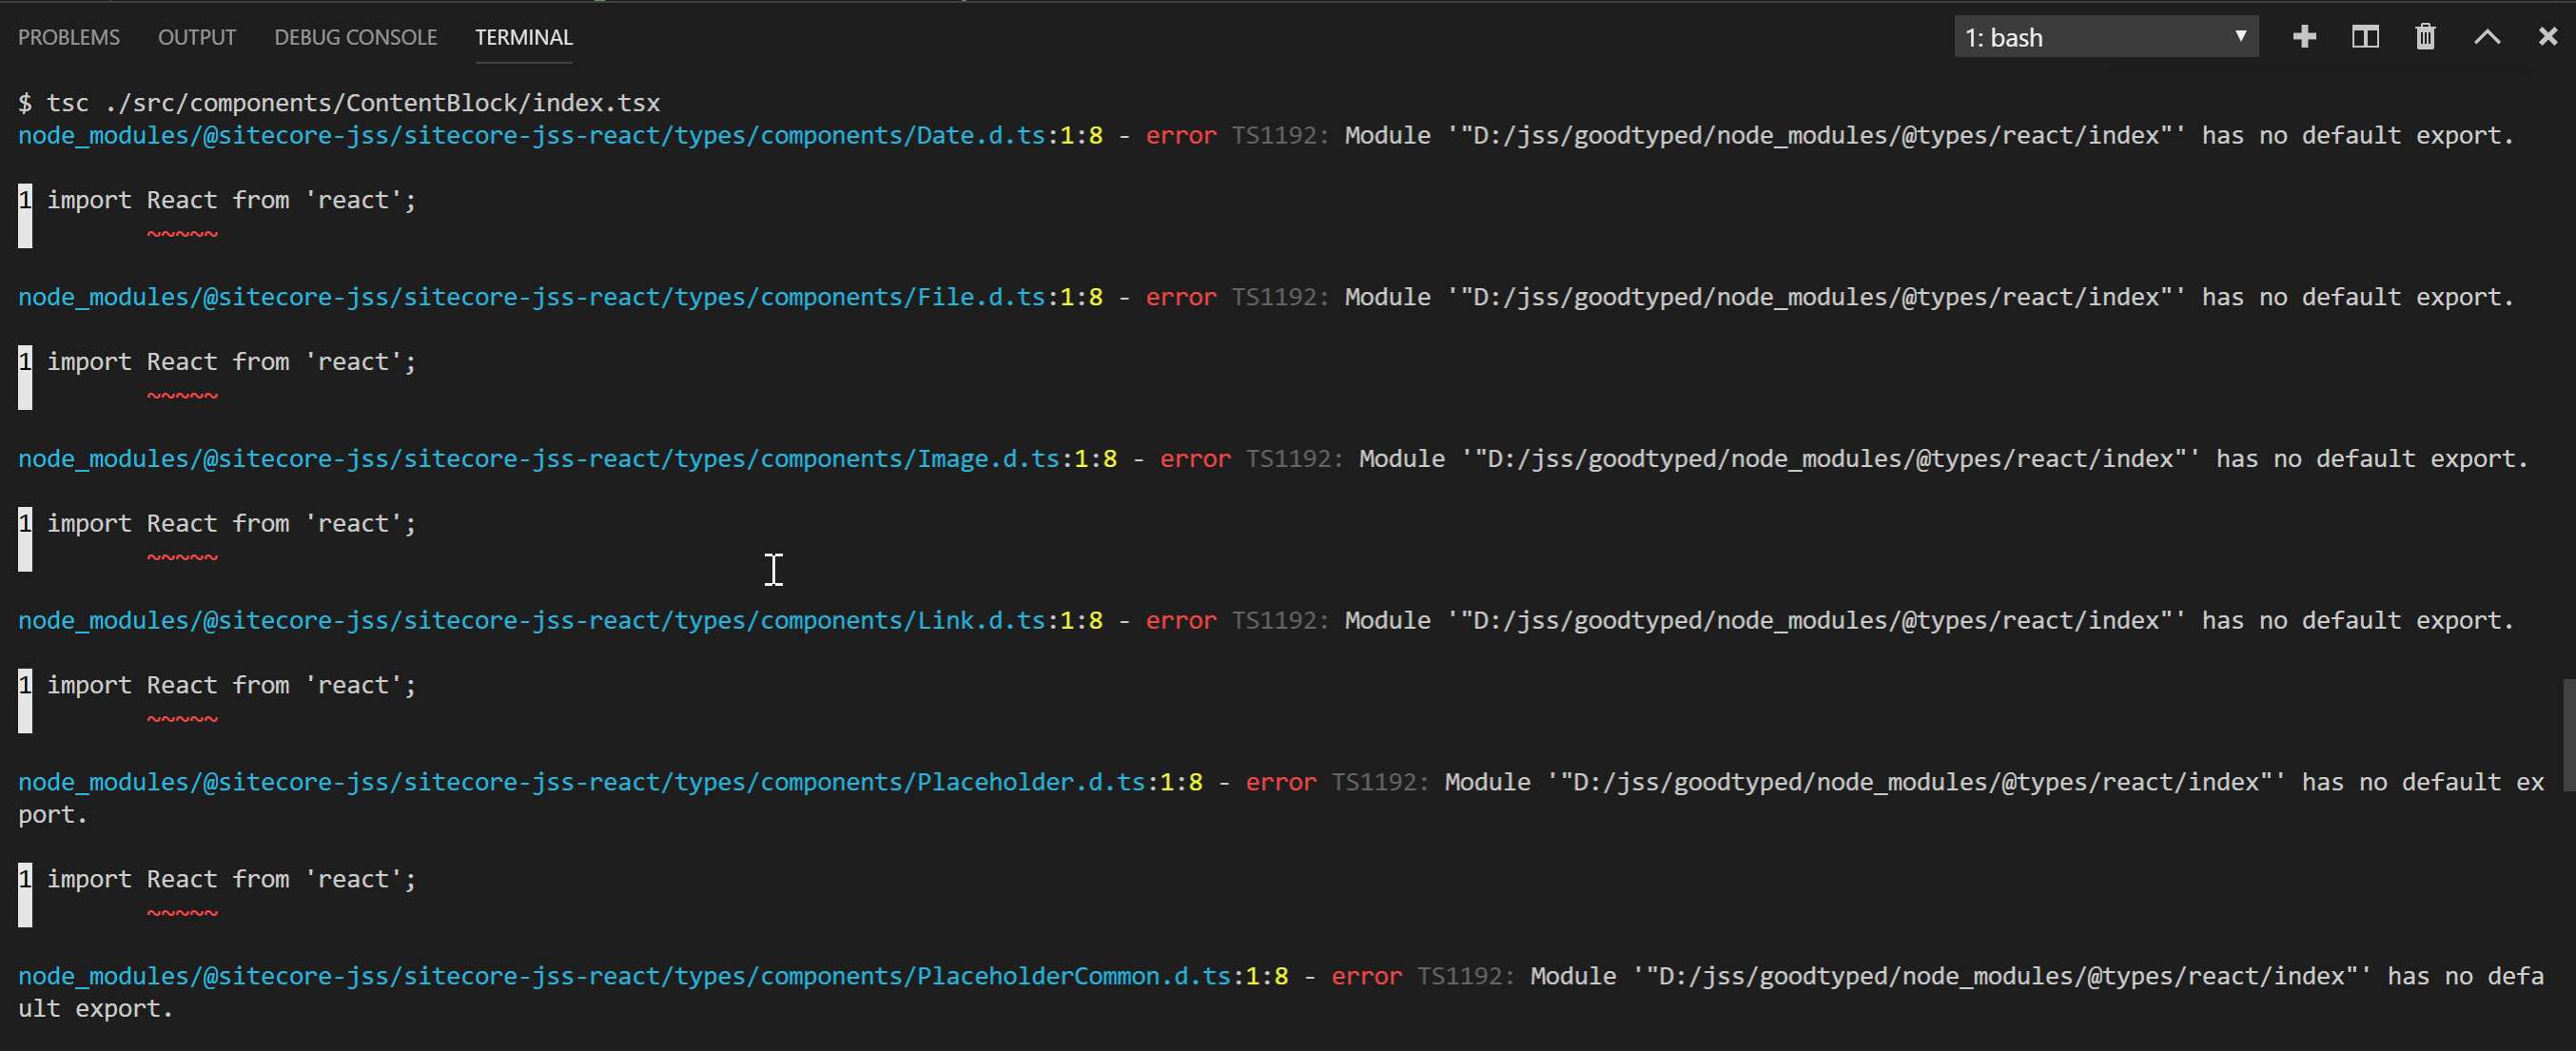 PROBLEMS OUTPUT DEBUG CONSOLE TERMINAL 1: bash
$ tsc ./src/components/ContentBlock/index.tsx
node_modules/@sitecore-jss/sitecore-jss-react/types/components/Date.d.ts:1:8 - error TS1192: Module '"D:/jss/goodtyped/node_modules/@types/react/index"' has no default export.
1 import React from 'react';
~~~~~
node_modules/@sitecore-jss/sitecore-jss-react/types/components/File.d.ts:1:8 - error TS1192: Module '"D:/jss/goodtyped/node_modules/@types/react/index"' has no default export.
1 import React from 'react';
~~~~~
node_modules/@sitecore-jss/sitecore-jss-react/types/components/Image.d.ts:1:8 - error TS1192: Module '"D:/jss/goodtyped/node_modules/@types/react/index"' has no default export.
1 import React from 'react';
~~~~~
node_modules/@sitecore-jss/sitecore-jss-react/types/components/Link.d.ts:1:8 - error TS1192: Module '"D:/jss/goodtyped/node_modules/@types/react/index"' has no default export.
1 import React from 'react';
~~~~~
node_modules/@sitecore-jss/sitecore-jss-react/types/components/Placeholder.d.ts:1:8 - error TS1192: Module '"D:/jss/goodtyped/node_modules/@types/react/index"' has no default ex
port.
1 import React from 'react';
~~~~~
node_modules/@sitecore-jss/sitecore-jss-react/types/components/PlaceholderCommon.d.ts:1:8 - error TS1192: Module '"D:/jss/goodtyped/node_modules/@types/react/index"' has no defa
ult export.